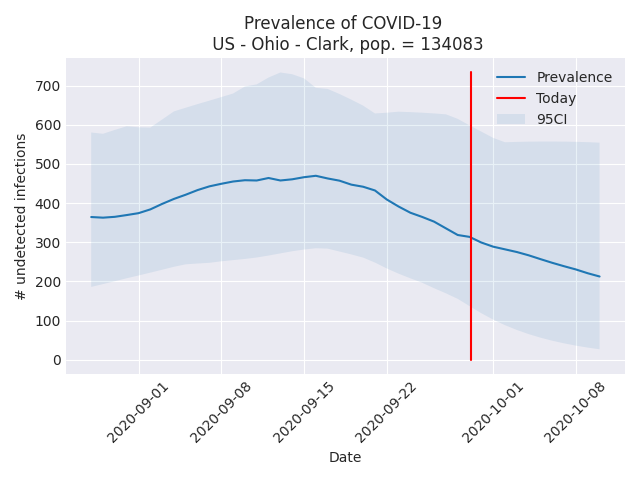 Prevalence of COVID-19
US - Ohio - Clark, pop. = 134083
Prevalence
Today
95CI
# undetected infections
700
600
500
400
300
200
100
0
2020-09-01
2020-09-08
2020-09-15
2020-09-22
2020-10-01
2020-10-08
Date